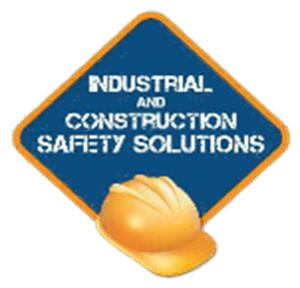 INDUSTRIAL
AND
CONSTRUCTION
SAFETY SOLUTIONS